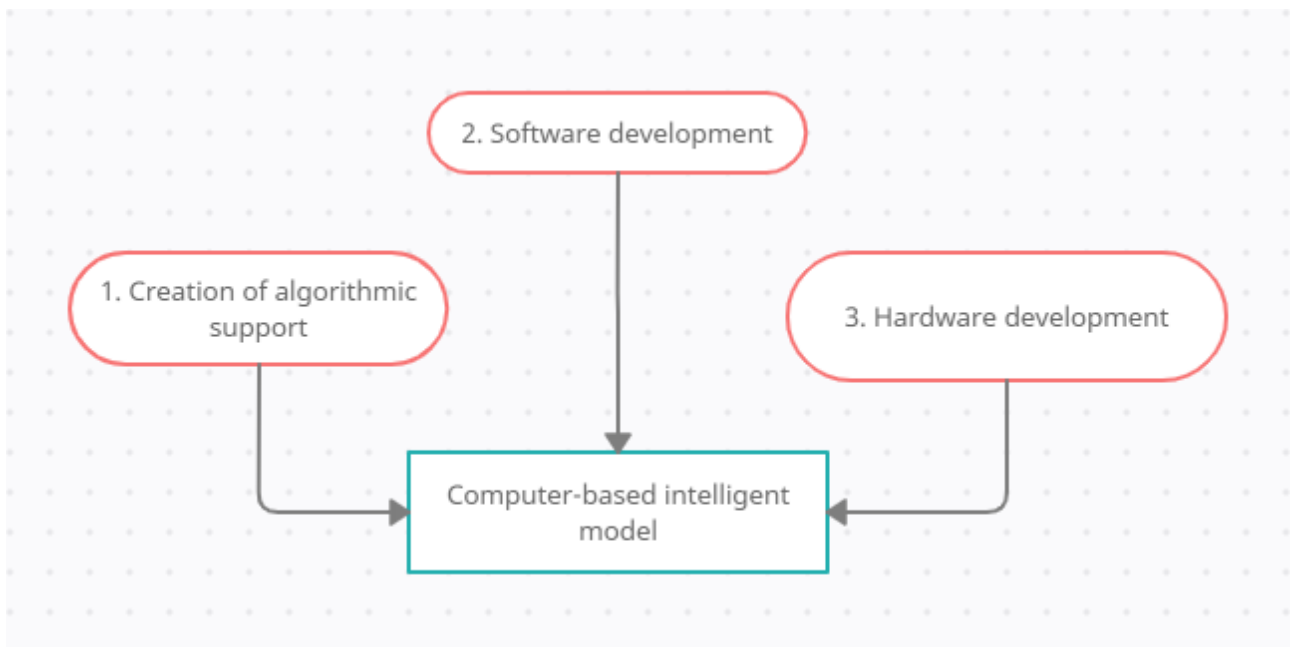 2. Software development
1. Creation of algorithmic
support
3. Hardware development
Computer-based intelligent
model